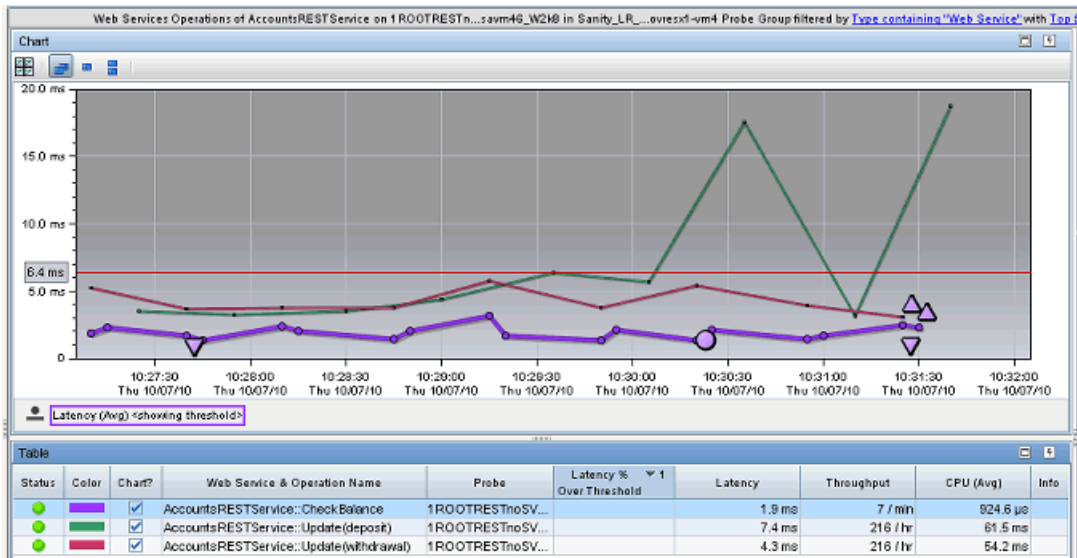 Web Services Operations of AccountsRESTService on 1ROOTRESTn...savm46_W2k8 in Sanity_LR_...ovresx1-vm4 Probe Group filtered by Type containing "Web Service" with Top
Chart
20.0 ms
15.0 ms
10.0 ms
6.4 ms
5.0 ms
0
10:27:30 10:28:00 10:28:30 10:29:00 10:29:30 10:30:00 10:30:30 10:31:00 10:31:30 10:32:00
Thu 10/07/10 Thu 10/07/10 Thu 10/07/10 Thu 10/07/10 Thu 10/07/10 Thu 10/07/10 Thu 10/07/10 Thu 10/07/10 Thu 10/07/10 Thu 10/07/10
Latency (Avg) <showing threshold>
Table
Status Color Chart? Web Service & Operation Name Probe Latency % 1 Latency Throughput CPU (Avg) Info
Over Threshold
AccountsRESTService::CheckBalance 1ROOTRESTnoSV... 1.9 ms 7 / min 924.6 µs
AccountsRESTService::Update(deposit) 1ROOTRESTnoSV... 7.4 ms 216 / hr 61.5 ms
AccountsRESTService::Update(withdrawal) 1ROOTRESTnoSV... 4.3 ms 216 / hr 54.2 ms